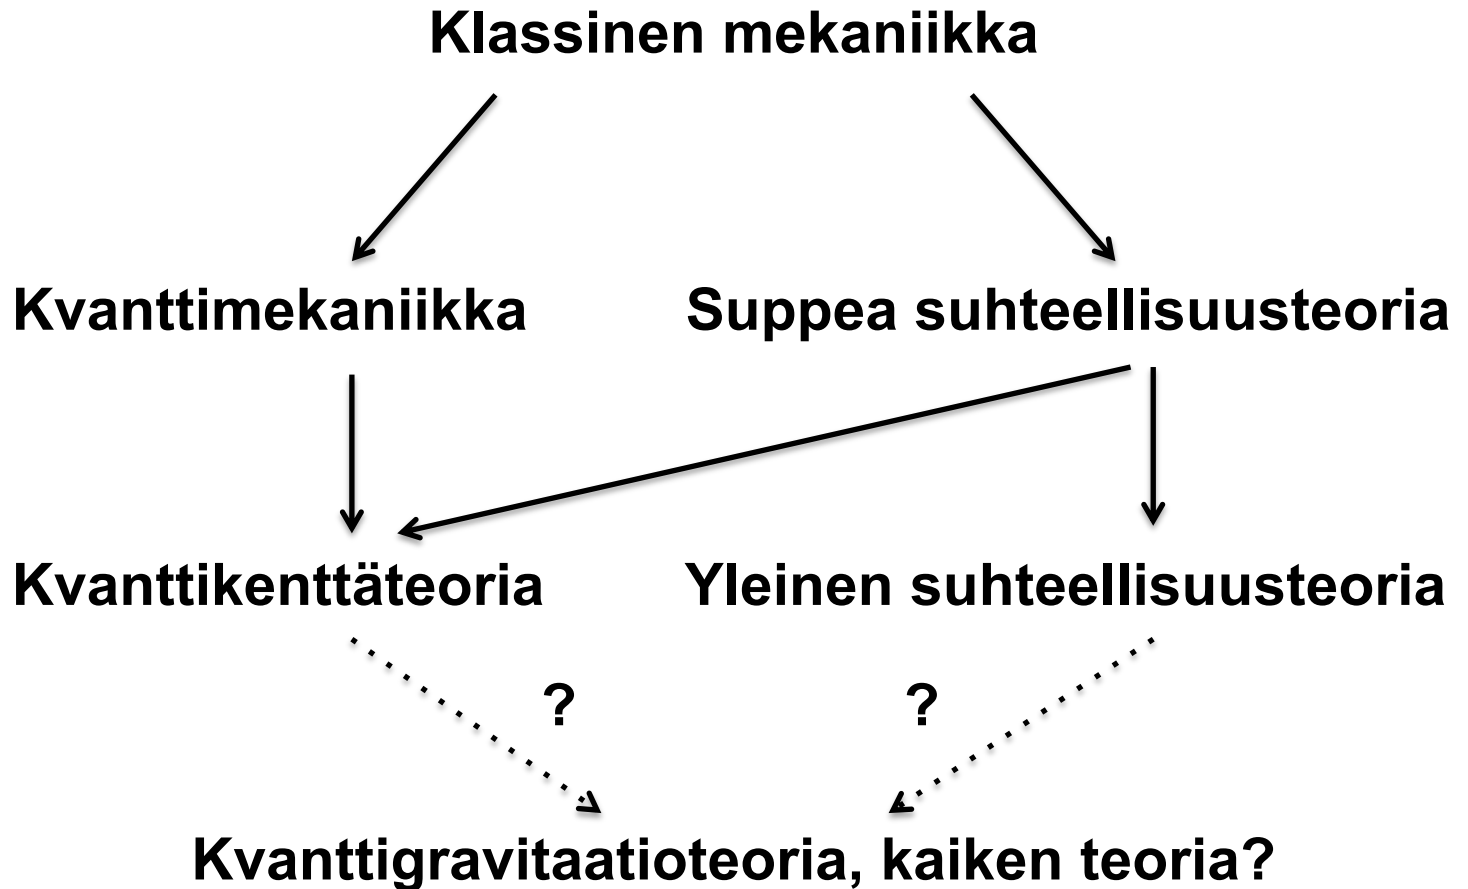 Klassinen mekaniikka
Kvanttimekaniikka
Suppea suhteellisuusteoria
Kvanttikenttäteoria
Yleinen suhteellisuusteoria
?
?
Kvanttigravitaatioteoria, kaiken teoria?